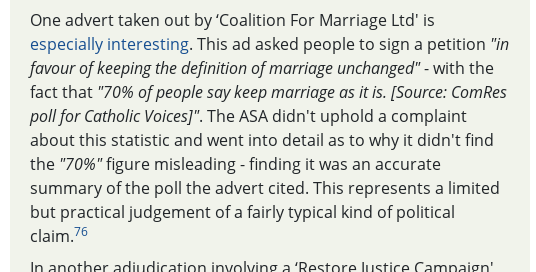 One advert taken out by ‘Coalition For Marriage Ltd' is
especially interesting. This ad asked people to sign a petition "in
favour of keeping the definition of marriage unchanged" - with the
fact that "70% of people say keep marriage as it is. [Source: ComRes
poll for Catholic Voices]". The ASA didn't uphold a complaint
about this statistic and went into detail as to why it didn't find
the "70%" figure misleading - finding it was an accurate
summary of the poll the advert cited. This represents a limited
but practical judgement of a fairly typical kind of political
claim.76
In another adjudication involving a ‘Restore Justice Campaign'